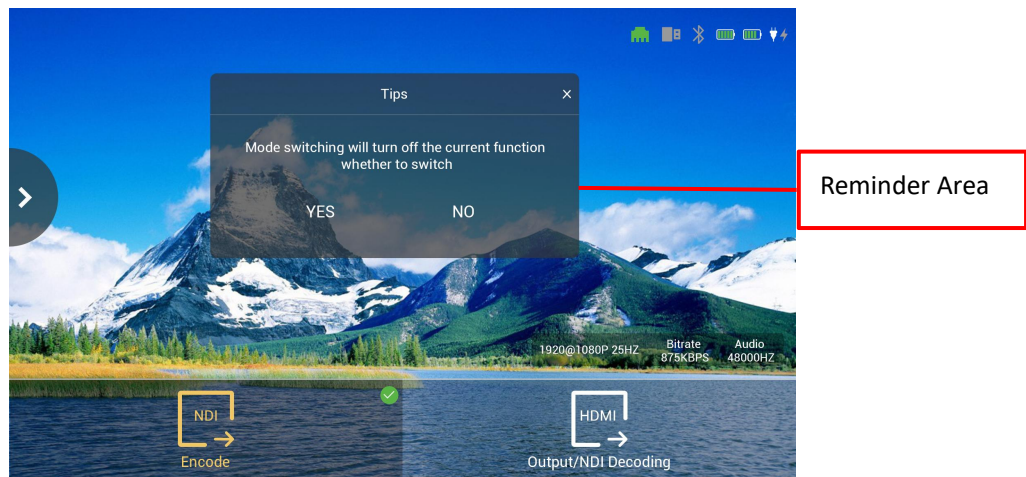 Tips
Mode switching will turn off the current function
whether to switch
YES NO
Reminder Area
1920@1080P 25HZ
Bitrate
875KBPS
Audio
48000HZ
NDI
Encode
HDMI
Output/NDI Decoding